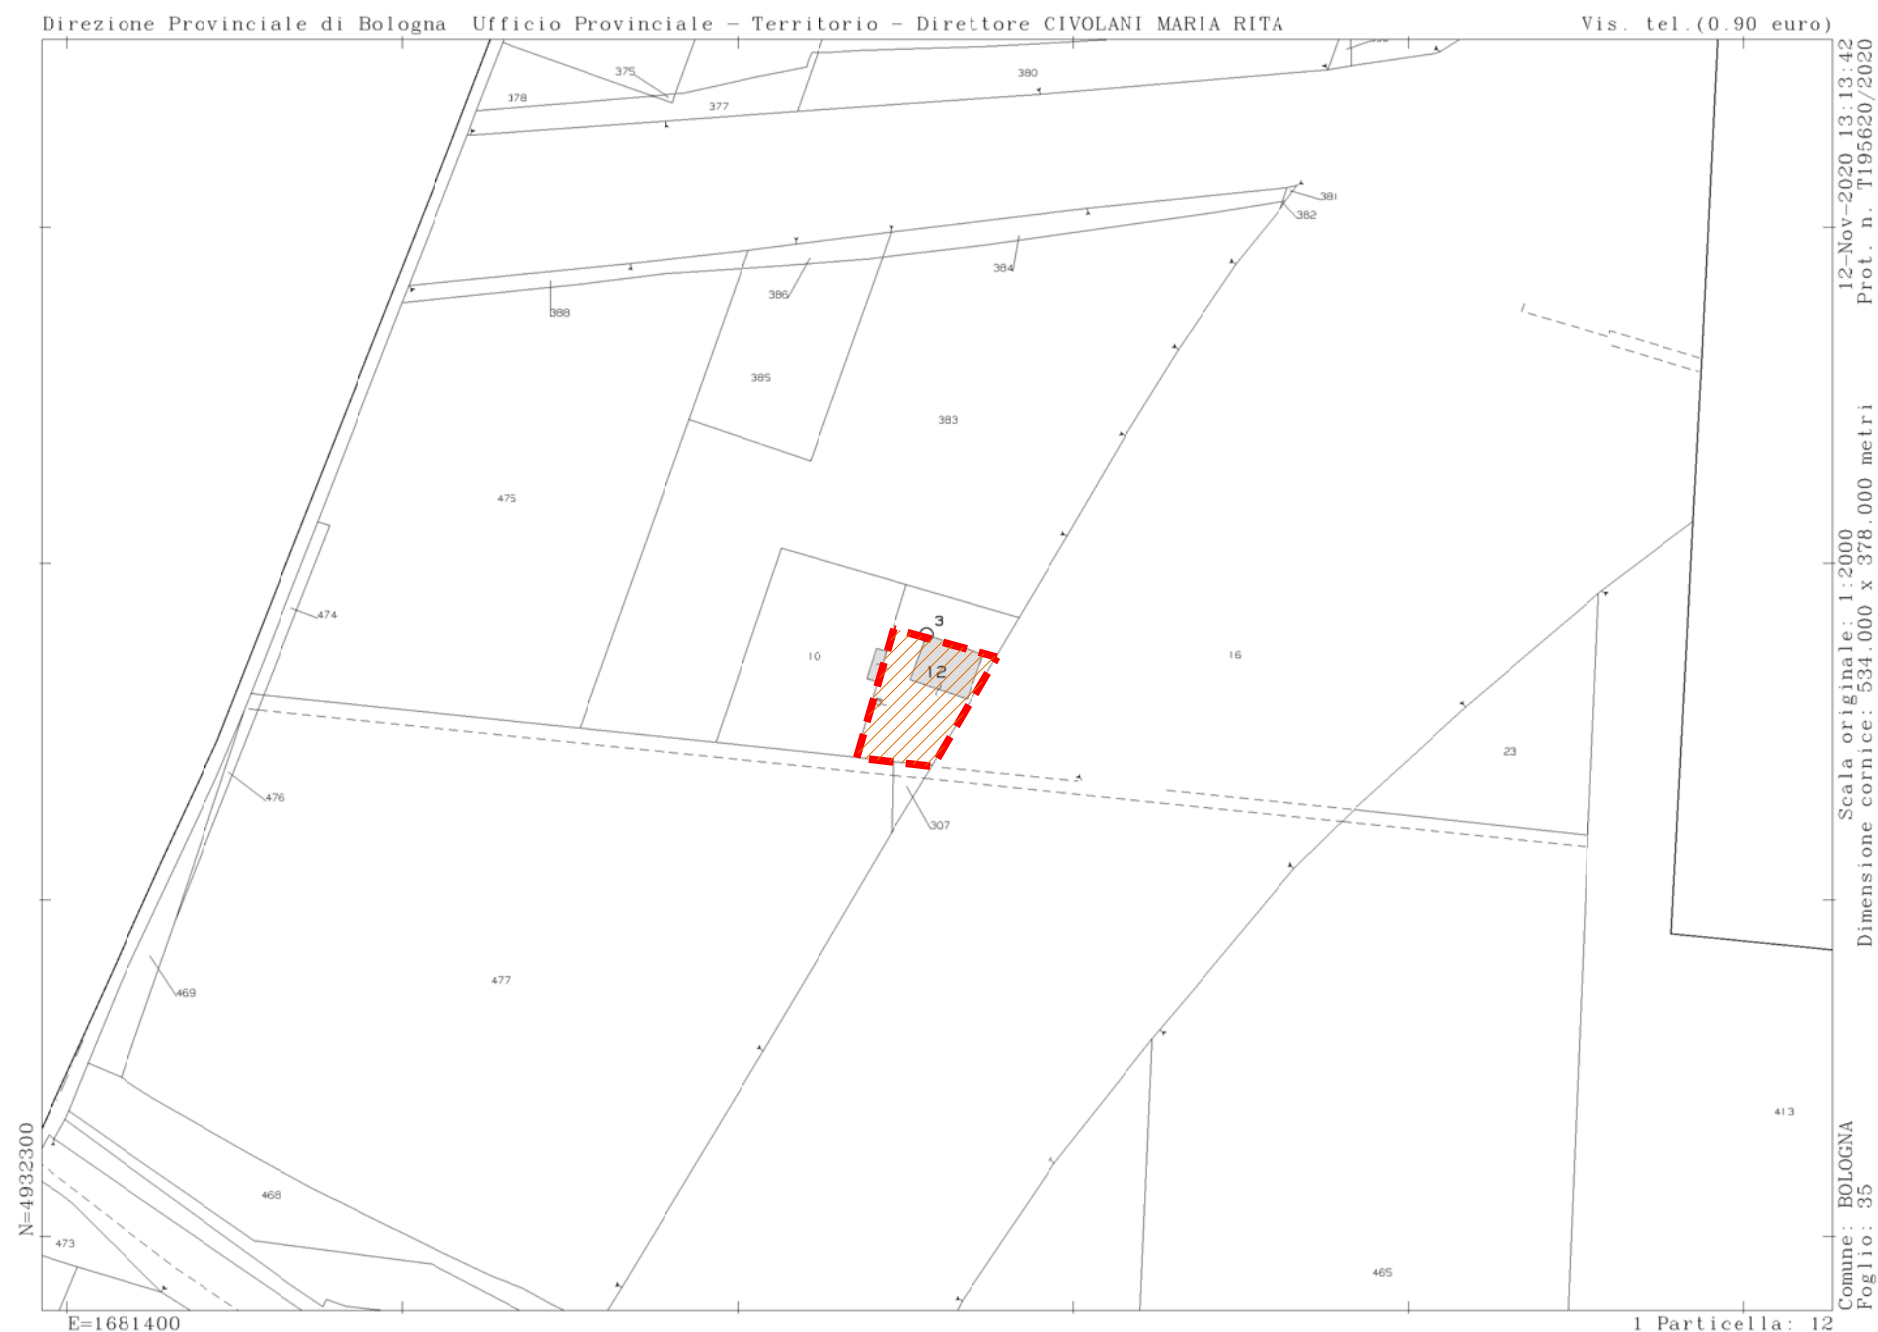 Direzione Provinciale di Bologna Ufficio Provinciale - Territorio - Direttore CIVOLANI MARIA RITA
Vis. tel.(0.90 euro)
375
378
377
380
381
382
384
386
388
385
383
475
474
3
10
12
16
23
476
307
469
477
413
468
473
465
N=4932300
E=1681400
1 Particella: 12
12-Nov-2020 13:13:42
Prot. n. T195620/2020
Scala originale: 1:2000
Dimensione cornice: 534.000 x 378.000 metri
Comune: BOLOGNA
Foglio: 35